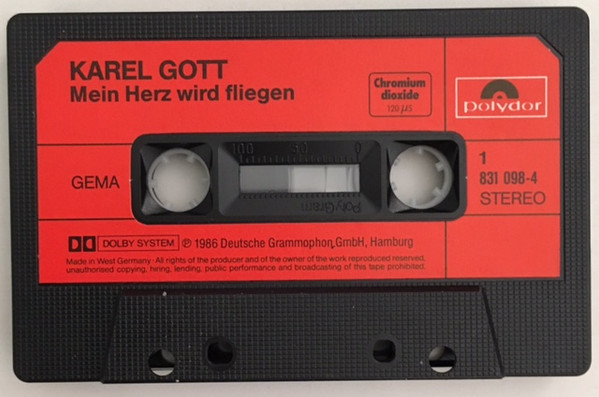 KAREL GOTT
Mein Herz wird fliegen
Chromium
dioxide
120 µS
polydor
GEMA
100 50 0
PolyGram
1
831 098-4
STEREO
DOLBY SYSTEM ℗ 1986 Deutsche Grammophon GmbH, Hamburg
Made in West Germany · All rights of the producer and of the owner of the work reproduced reserved,
unauthorised copying, hiring, lending, public performance and broadcasting of this tape prohibited.